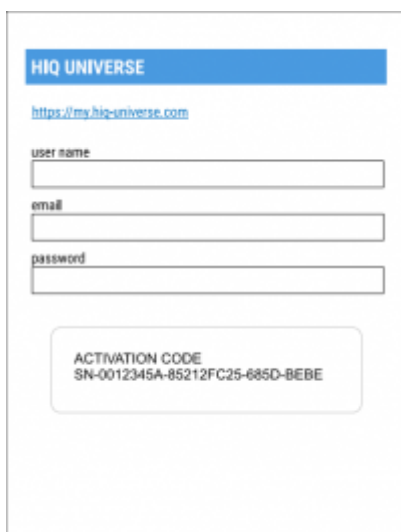 HIQ UNIVERSE
https://my.hiq-universe.com
user name
email
password
ACTIVATION CODE
SN-0012345A-85212FC25-685D-BEBE